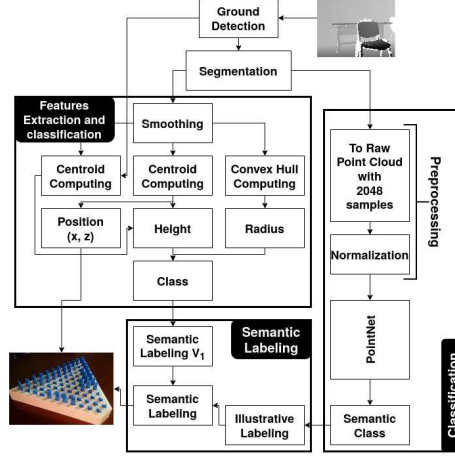 Ground
Detection
Segmentation
Features
Extraction and
classification
Smoothing
Centroid
Computing
Centroid
Computing
Convex Hull
Computing
Position
(x, z)
Height
Radius
Class
To Raw
Point Cloud
with
2048
samples
Preprocessing
Normalization
PointNet
Semantic
Class
Classification
Semantic
Labeling V₁
Semantic
Labeling
Semantic
Labeling
Illustrative
Labeling